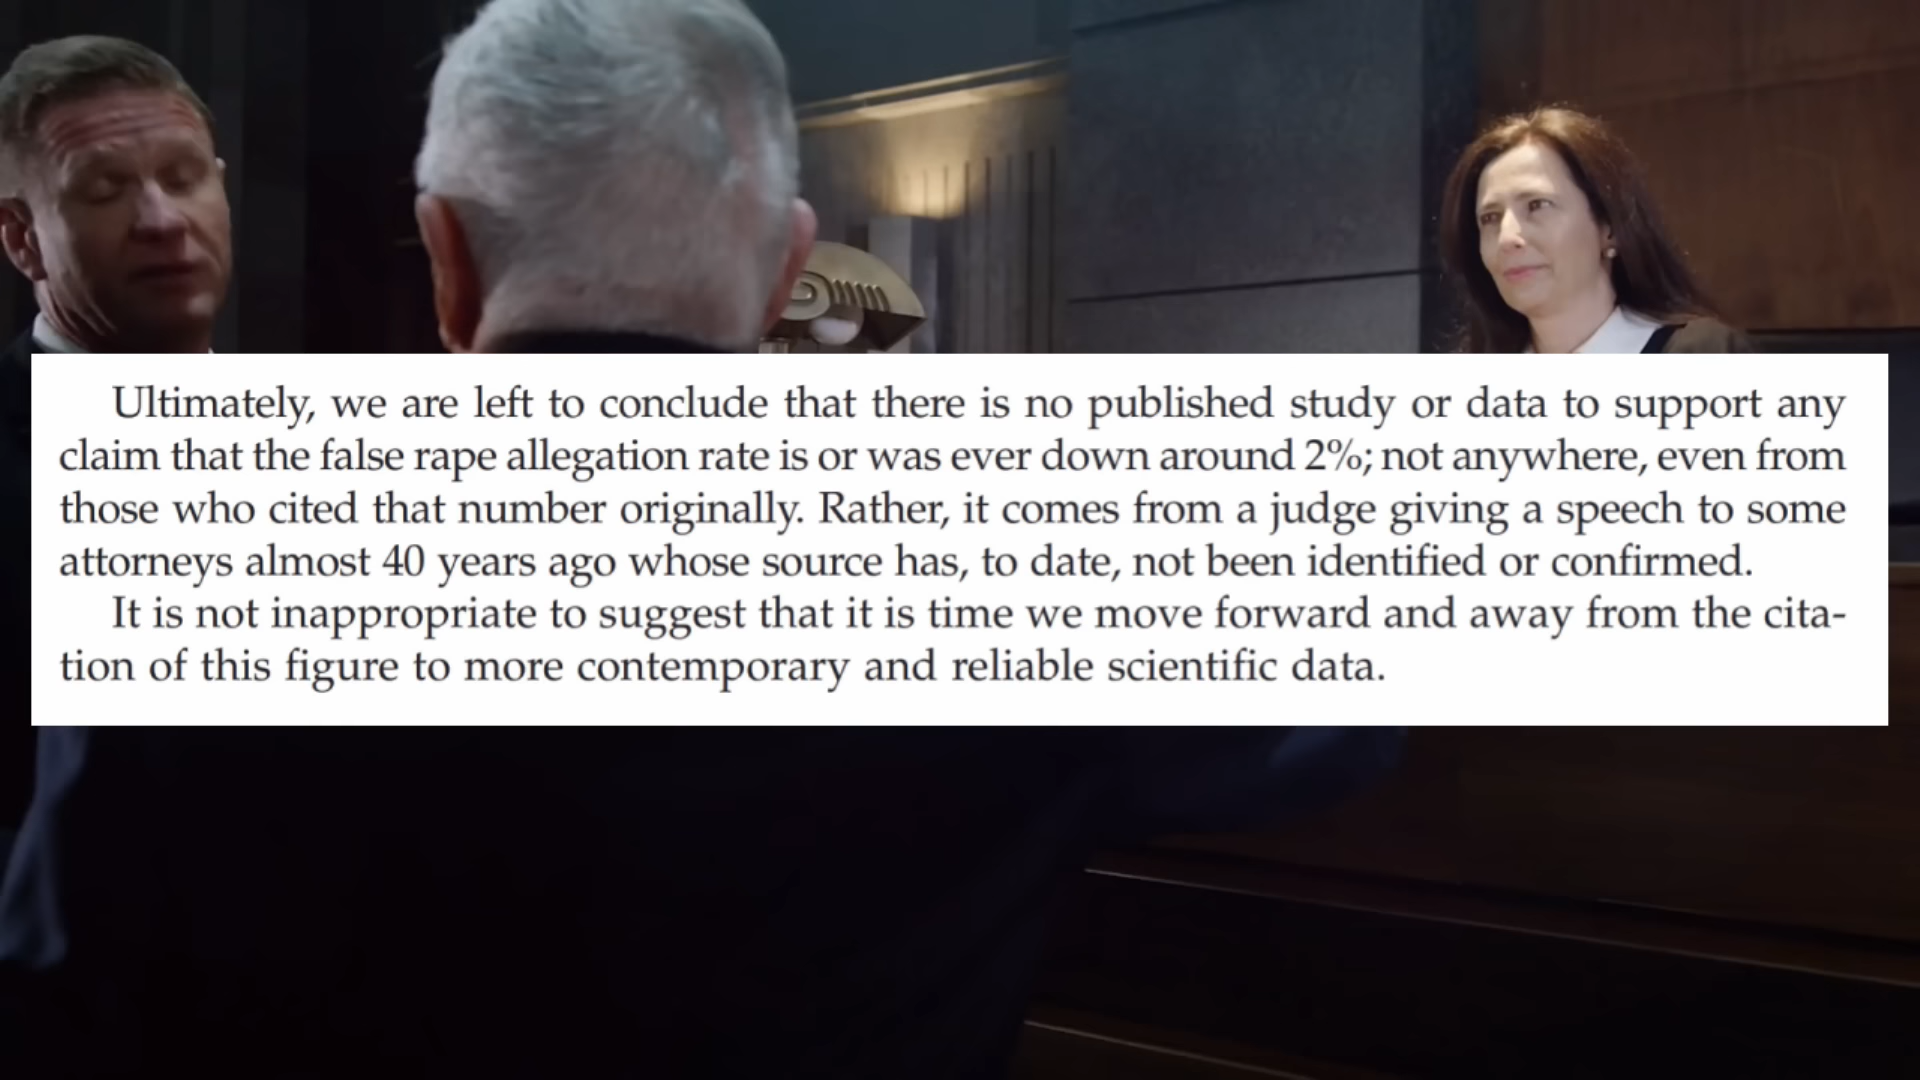 Ultimately, we are left to conclude that there is no published study or data to support any
claim that the false rape allegation rate is or was ever down around 2%; not anywhere, even from
those who cited that number originally. Rather, it comes from a judge giving a speech to some
attorneys almost 40 years ago whose source has, to date, not been identified or confirmed.
It is not inappropriate to suggest that it is time we move forward and away from the cita-
tion of this figure to more contemporary and reliable scientific data.